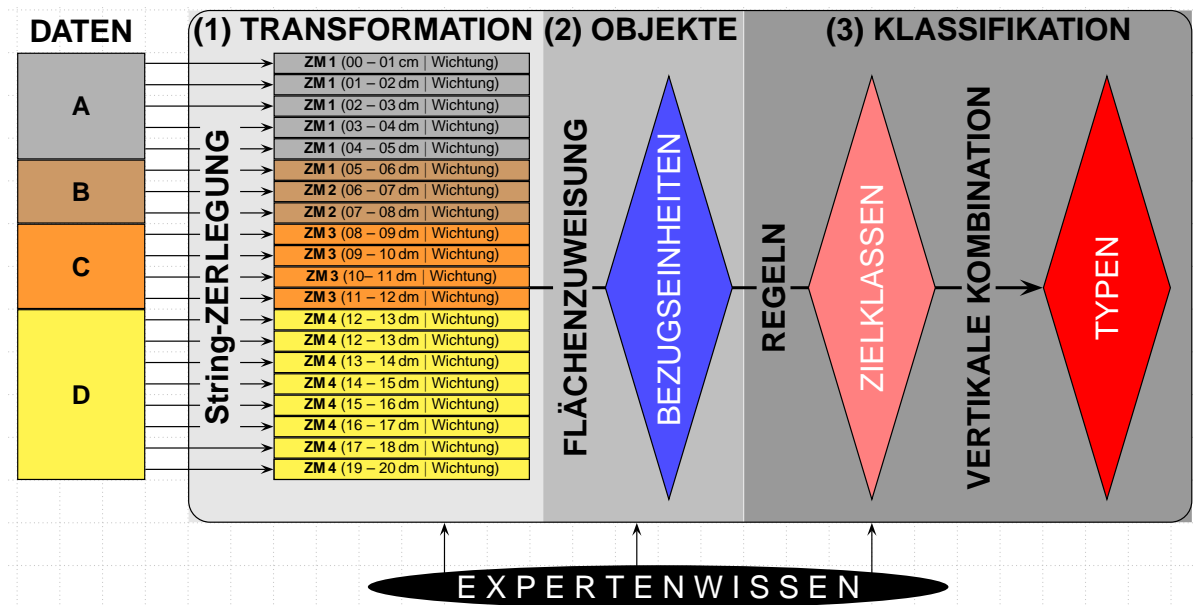 DATEN
(1) TRANSFORMATION
(2) OBJEKTE
(3) KLASSIFIKATION
A
B
C
D
String-ZERLEGUNG
ZM 1 (00 – 01 cm | Wichtung)
ZM 1 (01 – 02 dm | Wichtung)
ZM 1 (02 – 03 dm | Wichtung)
ZM 1 (03 – 04 dm | Wichtung)
ZM 1 (04 – 05 dm | Wichtung)
ZM 1 (05 – 06 dm | Wichtung)
ZM 2 (06 – 07 dm | Wichtung)
ZM 2 (07 – 08 dm | Wichtung)
ZM 3 (08 – 09 dm | Wichtung)
ZM 3 (09 – 10 dm | Wichtung)
ZM 3 (10– 11 dm | Wichtung)
ZM 3 (11 – 12 dm | Wichtung)
ZM 4 (12 – 13 dm | Wichtung)
ZM 4 (12 – 13 dm | Wichtung)
ZM 4 (13 – 14 dm | Wichtung)
ZM 4 (14 – 15 dm | Wichtung)
ZM 4 (15 – 16 dm | Wichtung)
ZM 4 (16 – 17 dm | Wichtung)
ZM 4 (17 – 18 dm | Wichtung)
ZM 4 (19 – 20 dm | Wichtung)
FLÄCHENZUWEISUNG
BEZUGSEINHEITEN
REGELN
ZIELKLASSEN
VERTIKALE KOMBINATION
TYPEN
EXPERTENWISSEN